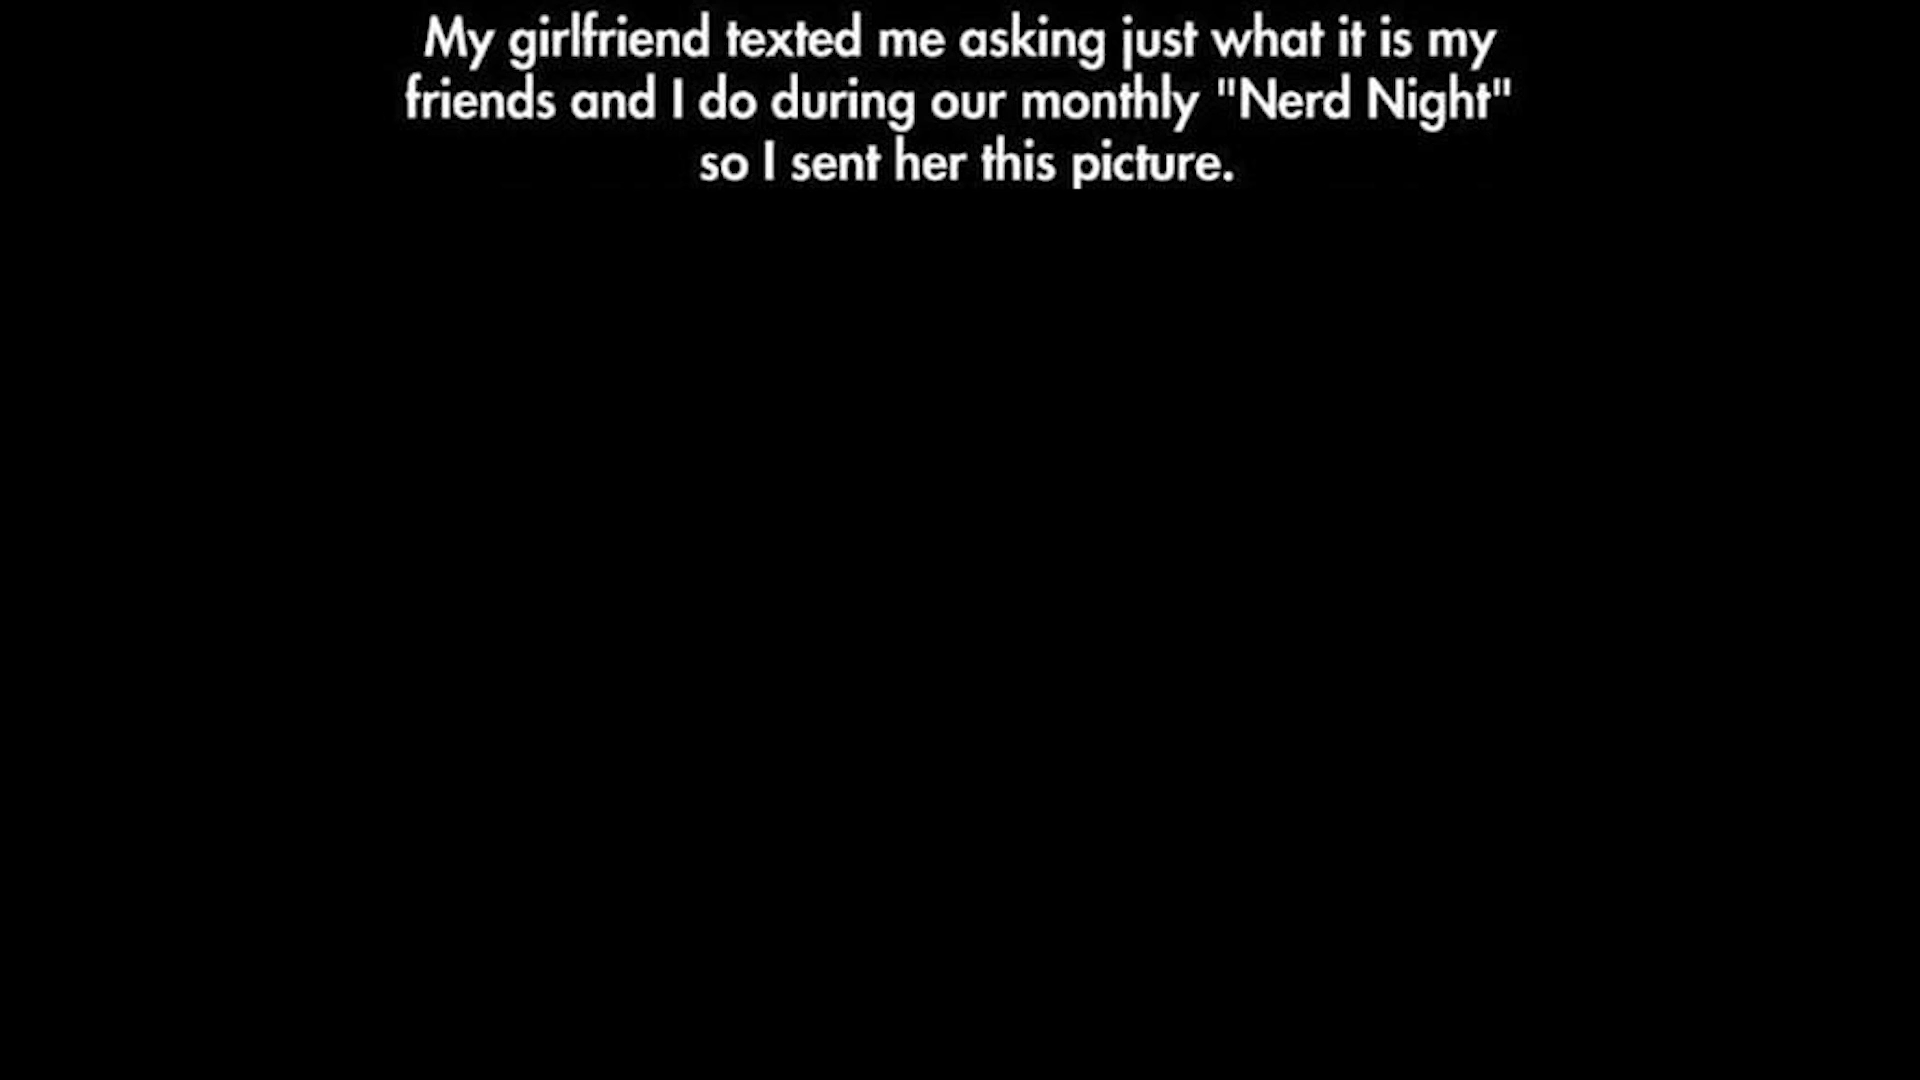 My girlfriend texted me asking just what it is my
friends and I do during our monthly "Nerd Night"
so I sent her this picture.